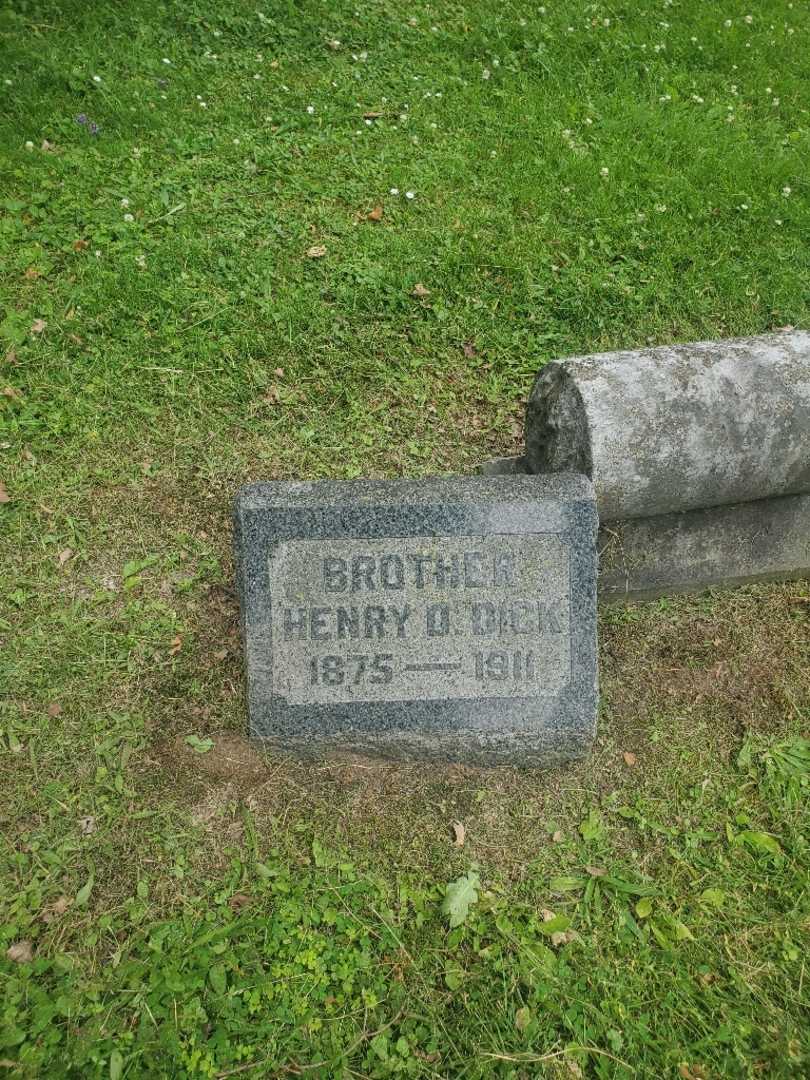 BROTHER
HENRY D. DICK
1875 — 1911